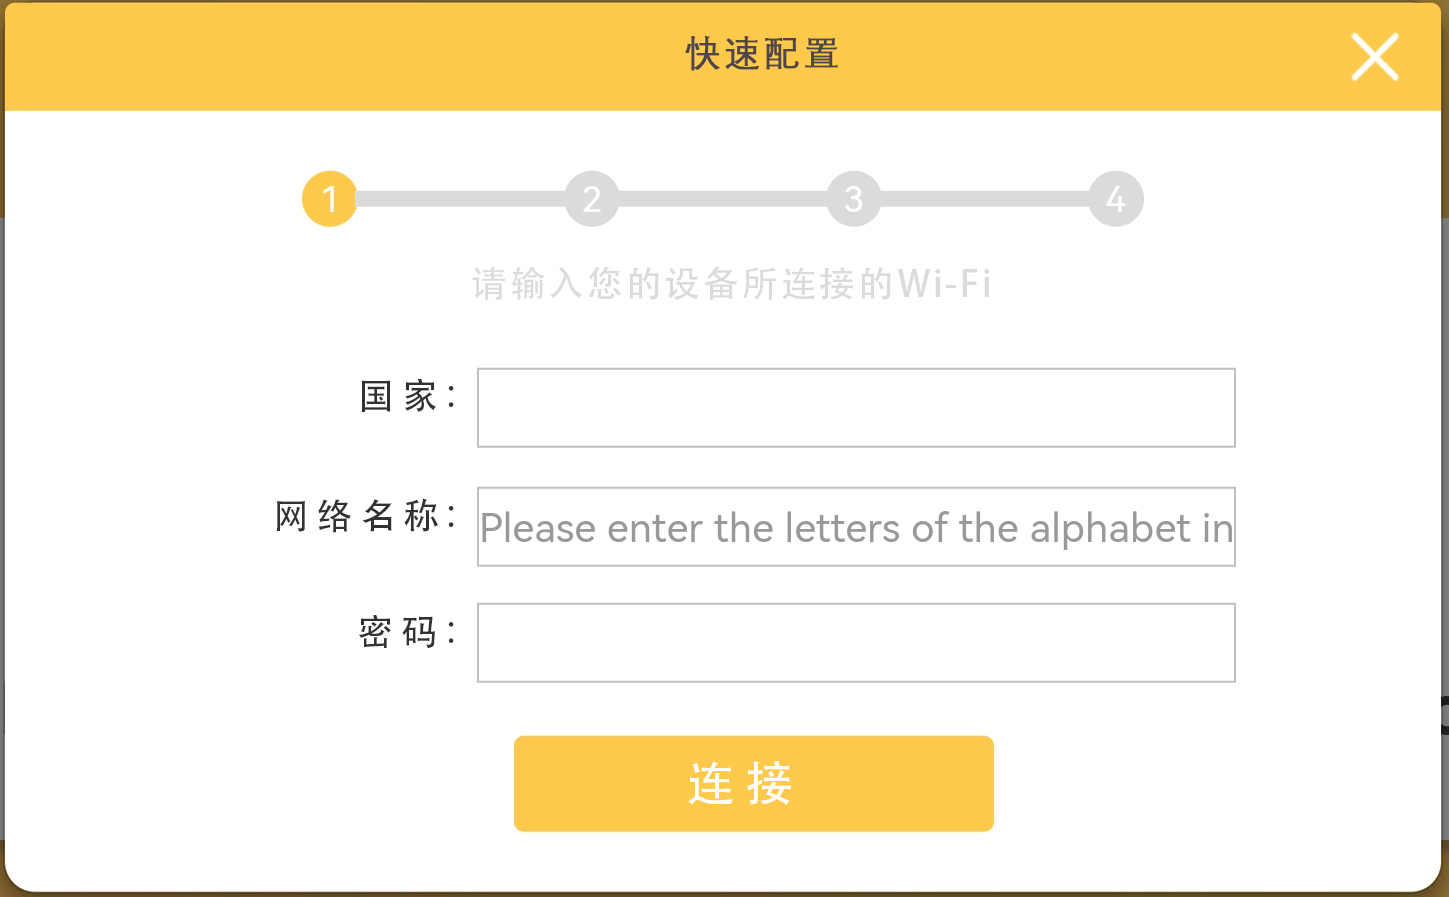 快速配置
1 2 3 4
请输入您的设备所连接的Wi-Fi
国家：
网络名称： Please enter the letters of the alphabet in
密码：
连接